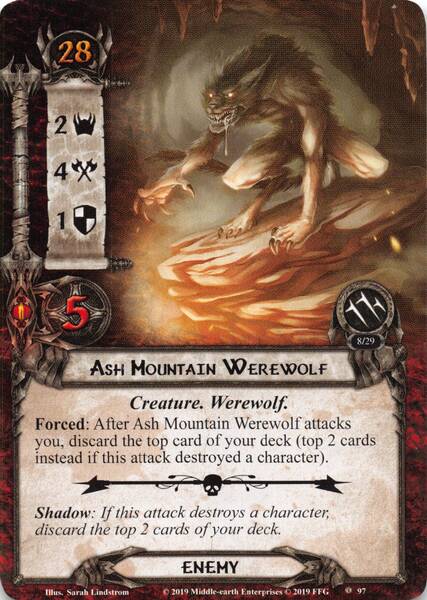 28
2
4
1
5
8/29
Ash Mountain Werewolf
Creature. Werewolf.
Forced: After Ash Mountain Werewolf attacks
you, discard the top card of your deck (top 2 cards
instead if this attack destroyed a character).
Shadow: If this attack destroys a character,
discard the top 2 cards of your deck.
ENEMY
Illus. Sarah Lindstrom © 2019 Middle-earth Enterprises © 2019 FFG 97